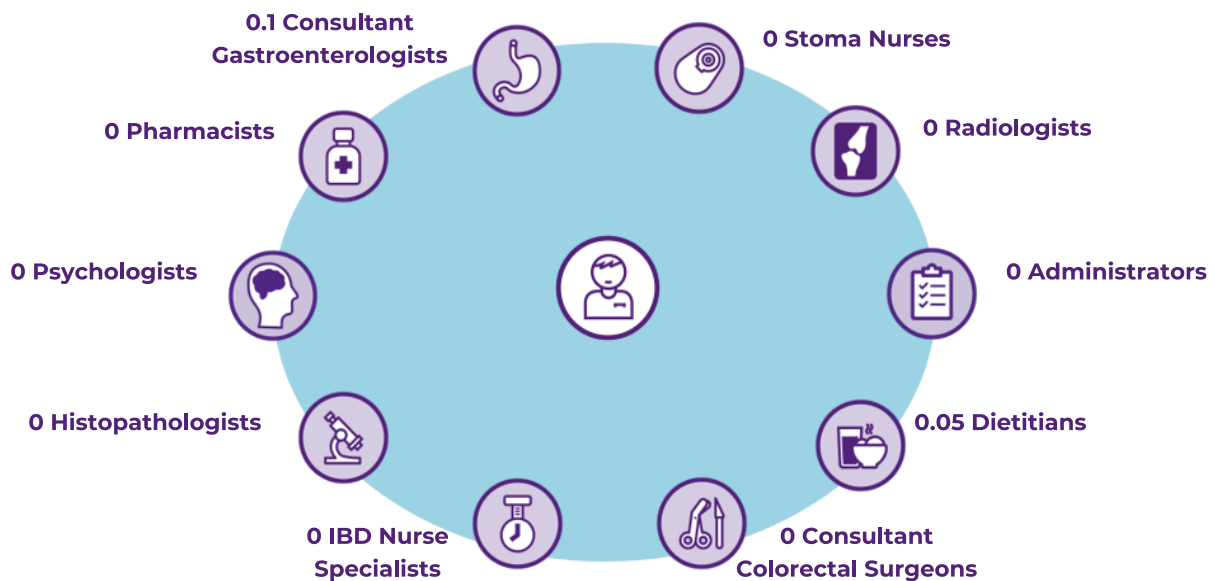 0.1 Consultant
Gastroenterologists
0 Stoma Nurses
0 Pharmacists
0 Radiologists
0 Psychologists
0 Administrators
0 Histopathologists
0.05 Dietitians
0 IBD Nurse
Specialists
0 Consultant
Colorectal Surgeons